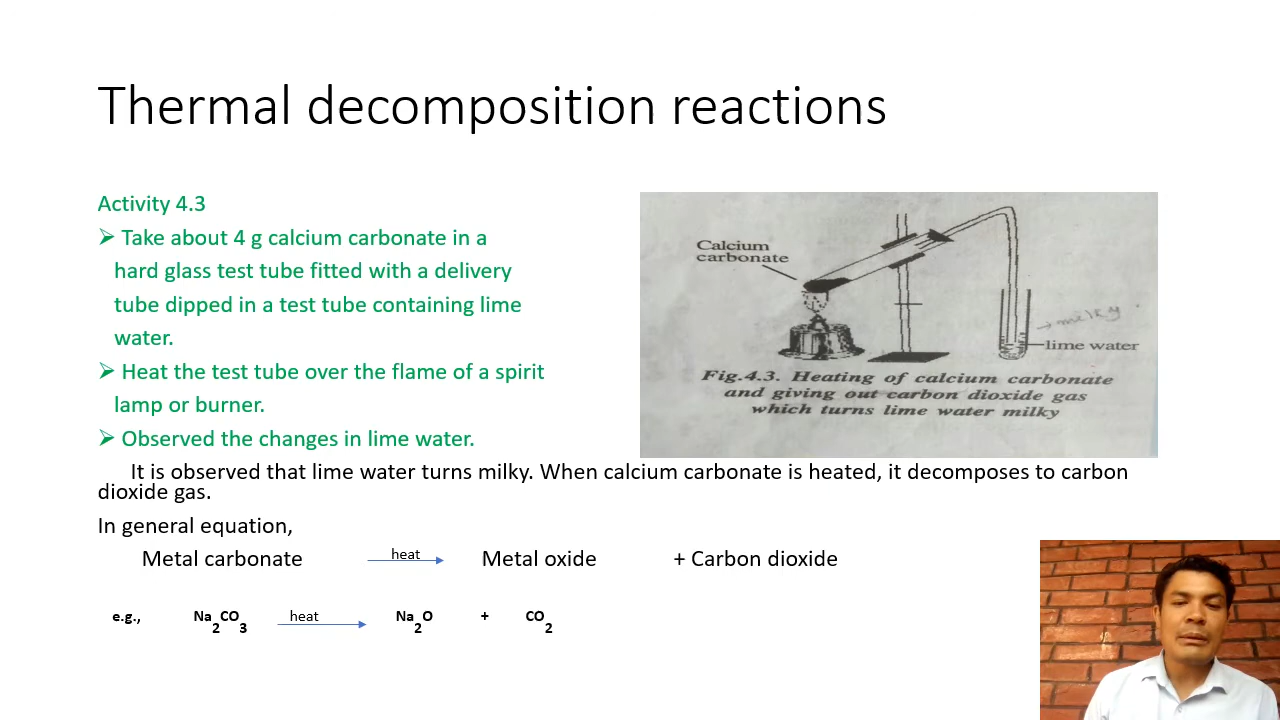 Thermal decomposition reactions
Activity 4.3
➢ Take about 4 g calcium carbonate in a
hard glass test tube fitted with a delivery
tube dipped in a test tube containing lime
water.
➢ Heat the test tube over the flame of a spirit
lamp or burner.
➢ Observed the changes in lime water.
Calcium
carbonate
→ milky
lime water
Fig.4.3. Heating of calcium carbonate
and giving out carbon dioxide gas
which turns lime water milky
It is observed that lime water turns milky. When calcium carbonate is heated, it decomposes to carbon
dioxide gas.
In general equation,
Metal carbonate heat Metal oxide + Carbon dioxide
e.g., Na2CO3 heat Na2O + CO2